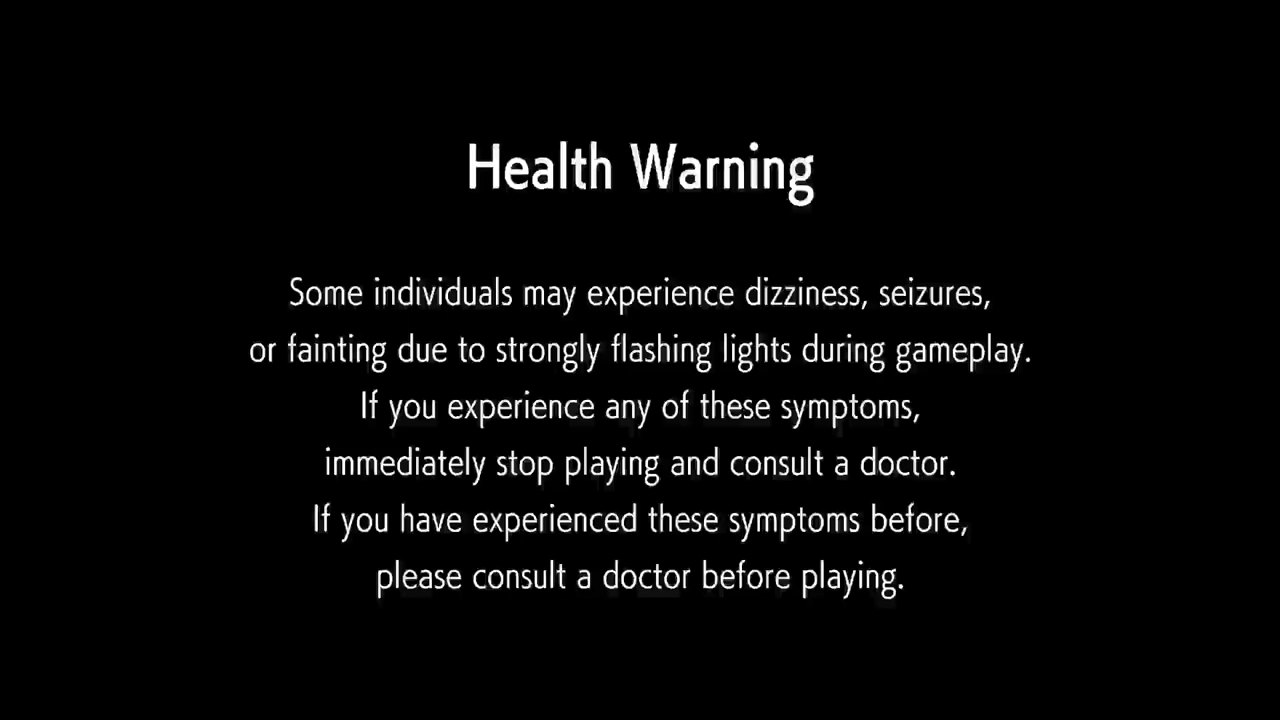 Health Warning
Some individuals may experience dizziness, seizures,
or fainting due to strongly flashing lights during gameplay.
If you experience any of these symptoms,
immediately stop playing and consult a doctor.
If you have experienced these symptoms before,
please consult a doctor before playing.